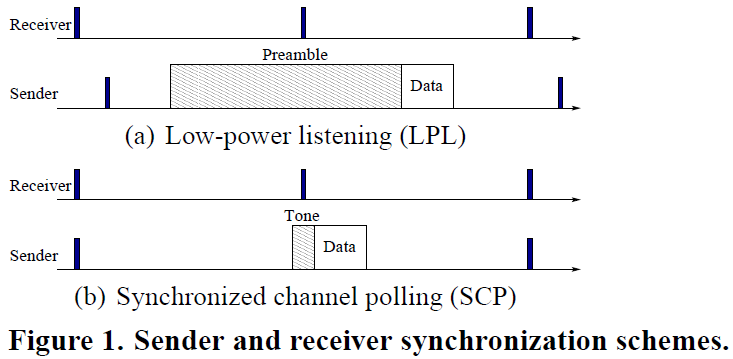 Receiver
Preamble
Data
Sender
(a) Low-power listening (LPL)
Receiver
Tone
Data
Sender
(b) Synchronized channel polling (SCP)
Figure 1. Sender and receiver synchronization schemes.